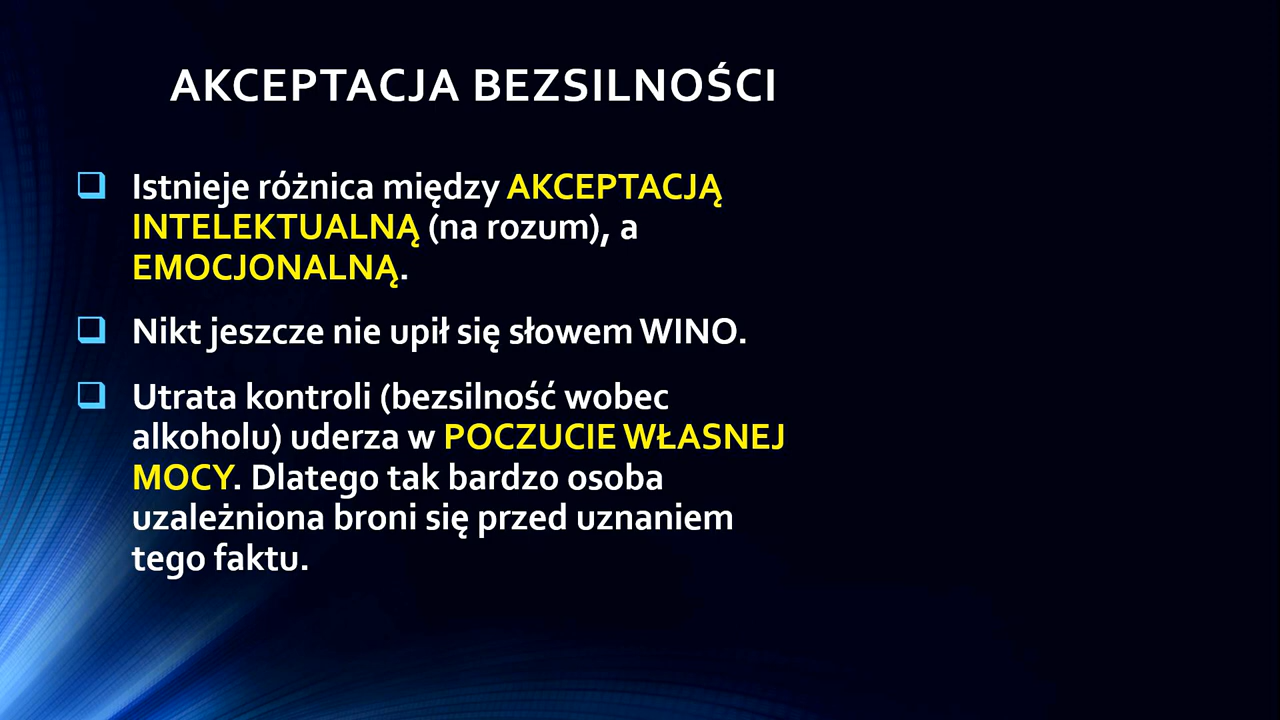 AKCEPTACJA BEZSILNOŚCI
Istnieje różnica między AKCEPTACJĄ
INTELEKTUALNĄ (na rozum), a
EMOCJONALNĄ.
Nikt jeszcze nie upił się słowem WINO.
Utrata kontroli (bezsilność wobec
alkoholu) uderza w POCZUCIE WŁASNEJ
MOCY. Dlatego tak bardzo osoba
uzależniona broni się przed uznaniem
tego faktu.